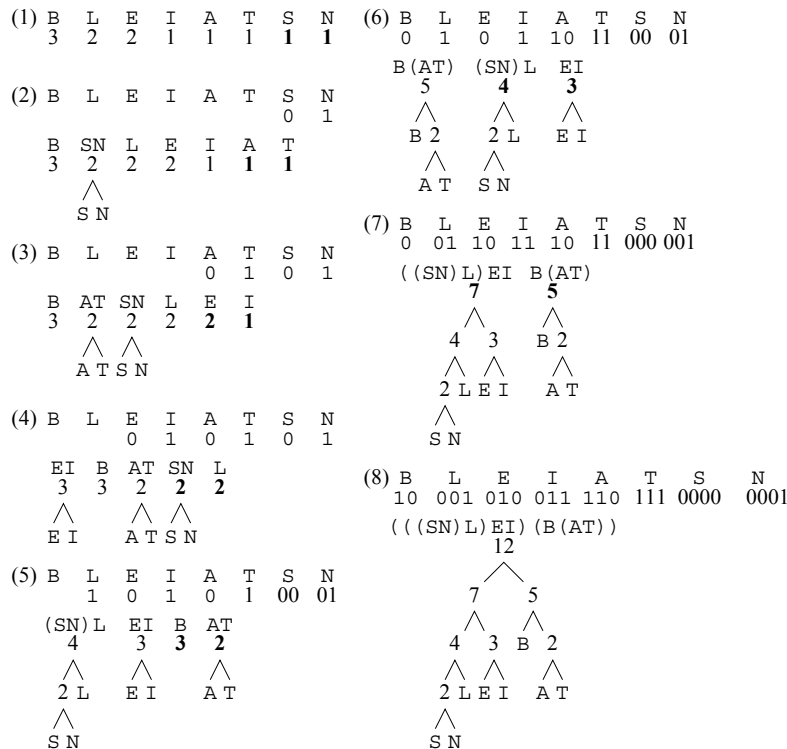 (1) B L E I A T S N
3 2 2 1 1 1 1 1
(2) B L E I A T S N
0 1
B SN L E I A T
3 2 2 2 1 1 1
S N
(3) B L E I A T S N
0 1 0 1
B AT SN L E I
3 2 2 2 2 1
A T S N
(4) B L E I A T S N
0 1 0 1 0 1
EI B AT SN L
3 3 2 2 2
E I A T S N
(5) B L E I A T S N
1 0 1 0 1 00 01
(SN)L EI B AT
4 3 3 2
2 L E I A T
S N
(6) B L E I A T S N
0 1 0 1 10 11 00 01
B(AT) (SN)L EI
5 4 3
B 2 2 L E I
A T S N
(7) B L E I A T S N
0 01 10 11 10 11 000 001
((SN)L)EI B(AT)
7 5
4 3 B 2
2 L E I A T
S N
(8) B L E I A T S N
10 001 010 011 110 111 0000 0001
(((SN)L)EI)(B(AT))
12
7 5
4 3 B 2
2 L E I A T
S N